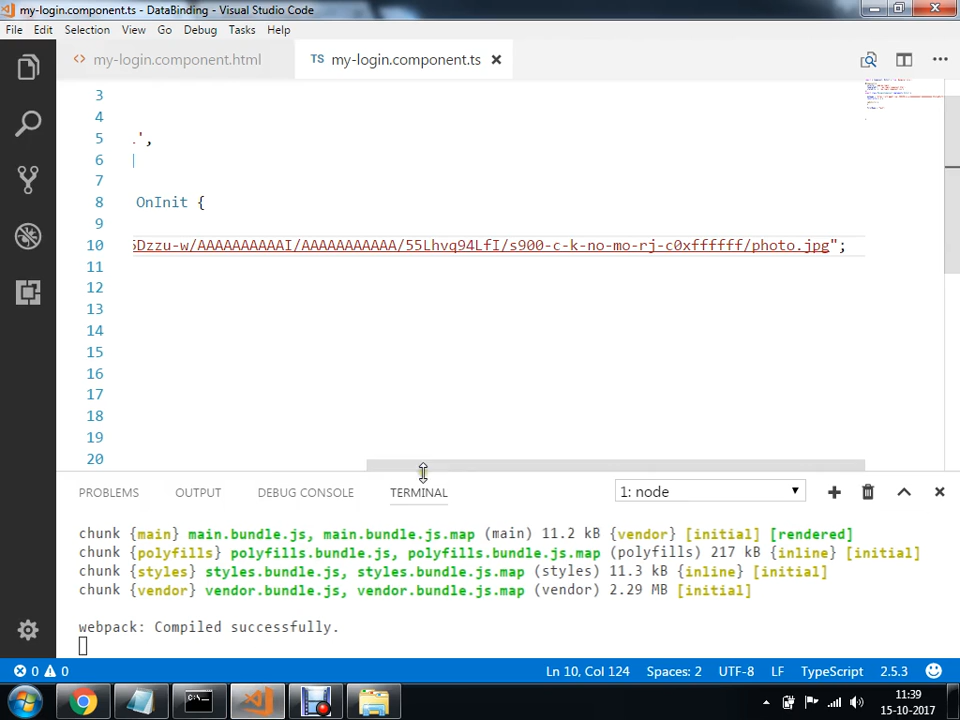 my-login.component.ts - DataBinding - Visual Studio Code
File Edit Selection View Go Debug Tasks Help
<> my-login.component.html TS my-login.component.ts
3
4
5 .',
6
7
8 OnInit {
9
10 5Dzzu-w/AAAAAAAAAAI/AAAAAAAAAAA/55Lhvq94LfI/s900-c-k-no-mo-rj-c0xffffff/photo.jpg";
11
12
13
14
15
16
17
18
19
20
PROBLEMS OUTPUT DEBUG CONSOLE TERMINAL 1: node
chunk {main} main.bundle.js, main.bundle.js.map (main) 11.2 kB {vendor} [initial] [rendered]
chunk {polyfills} polyfills.bundle.js, polyfills.bundle.js.map (polyfills) 217 kB {inline} [initial]
chunk {styles} styles.bundle.js, styles.bundle.js.map (styles) 11.3 kB {inline} [initial]
chunk {vendor} vendor.bundle.js, vendor.bundle.js.map (vendor) 2.29 MB [initial]
webpack: Compiled successfully.
0 0 Ln 10, Col 124 Spaces: 2 UTF-8 LF TypeScript 2.5.3
11:39
15-10-2017